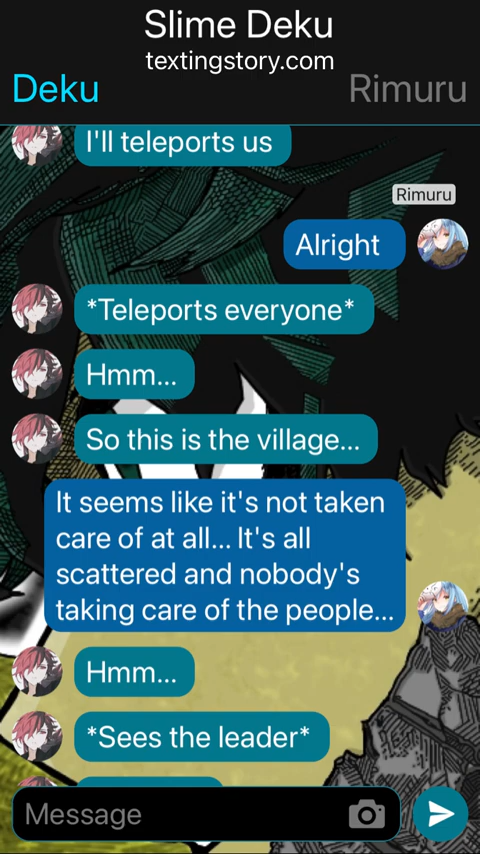 Slime Deku
textingstory.com
Deku
Rimuru
I'll teleports us
Rimuru
Alright
*Teleports everyone*
Hmm...
So this is the village...
It seems like it's not taken
care of at all... It's all
scattered and nobody's
taking care of the people...
Hmm...
*Sees the leader*
Message